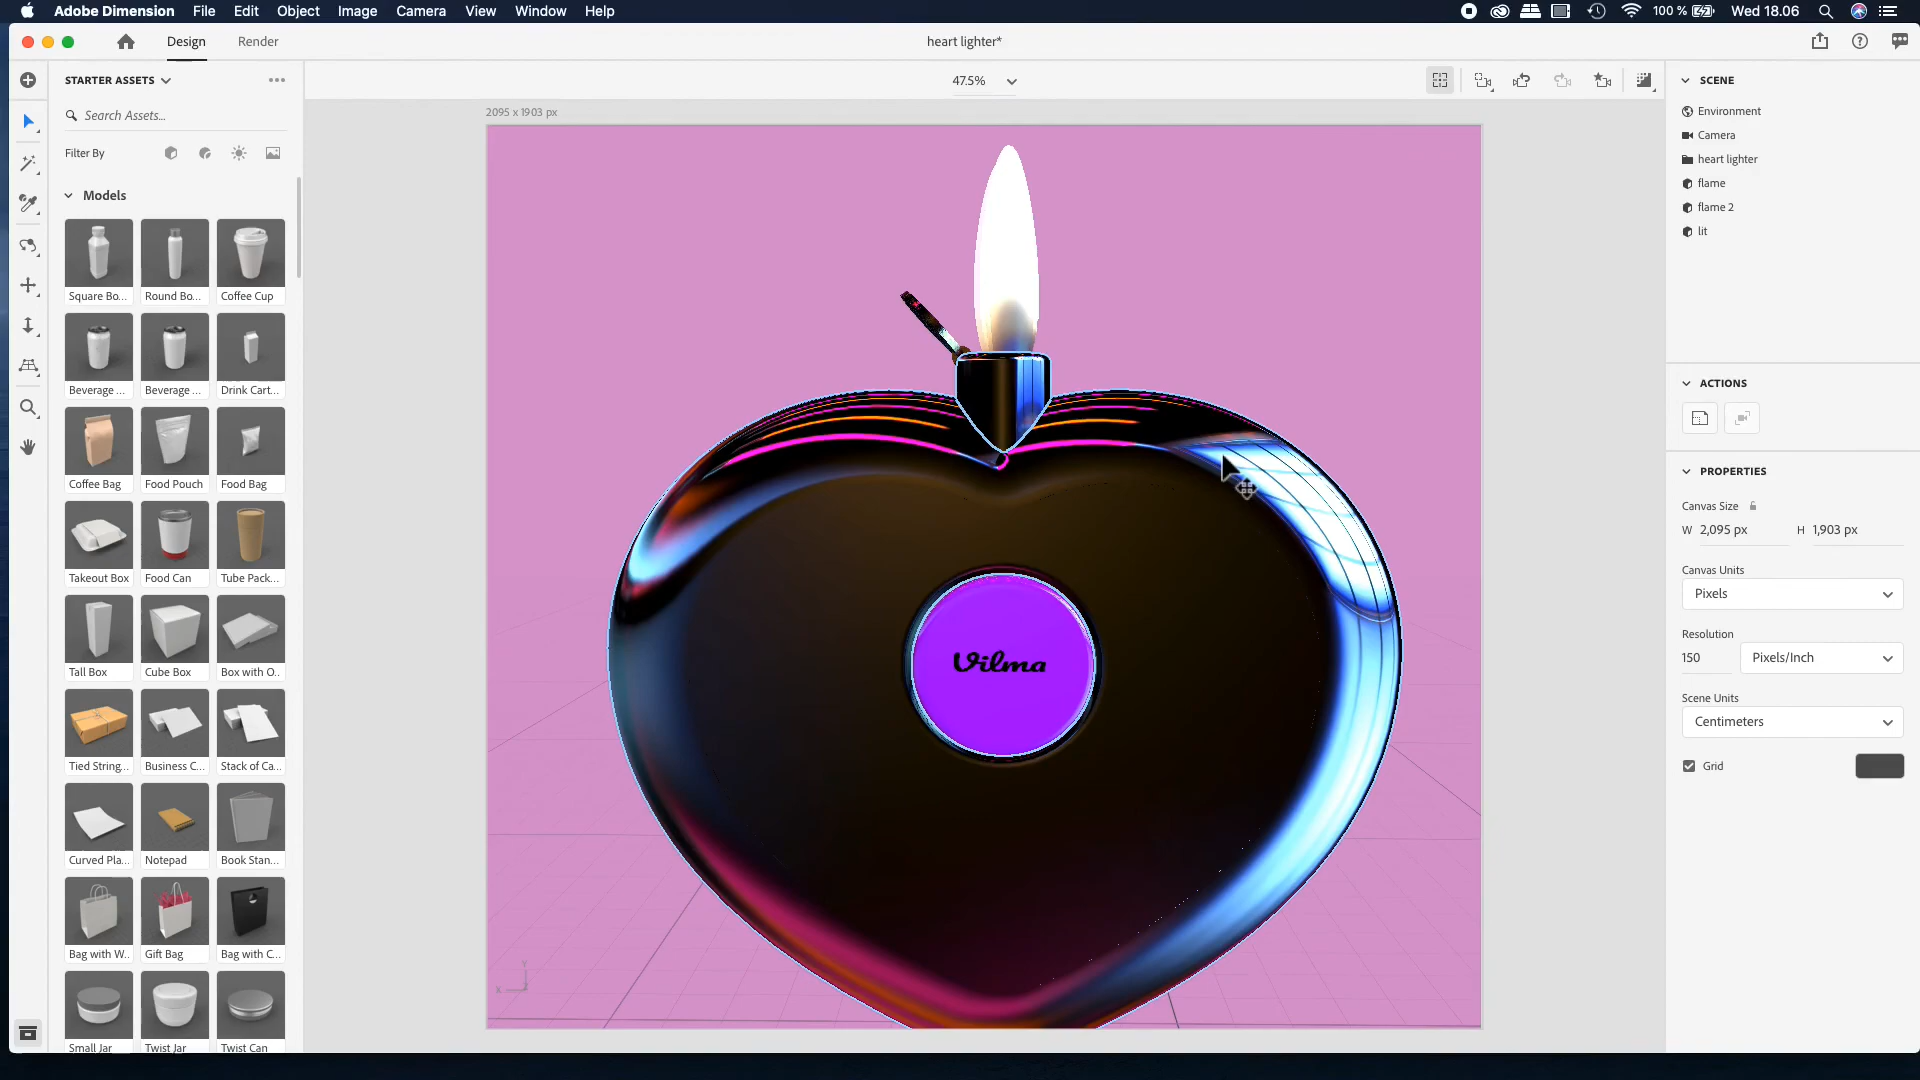 Adobe Dimension File Edit Object Image Camera View Window Help 100 % Wed 18.06
Design Render heart lighter*
STARTER ASSETS
Search Assets...
Filter By
Models
Square Bo... Round Bo... Coffee Cup
Beverage ... Beverage ... Drink Cart...
Coffee Bag Food Pouch Food Bag
Takeout Box Food Can Tube Pack...
Tall Box Cube Box Box with O...
Tied String... Business C... Stack of Ca...
Curved Pla... Notepad Book Stan...
Bag with W... Gift Bag Bag with C...
Small Jar Twist Jar Twist Can
47.5%
2095 x 1903 px
Vilma
Y
X
SCENE
Environment
Camera
heart lighter
flame
flame 2
lit
ACTIONS
PROPERTIES
Canvas Size
W 2,095 px H 1,903 px
Canvas Units
Pixels
Resolution
150 Pixels/Inch
Scene Units
Centimeters
Grid